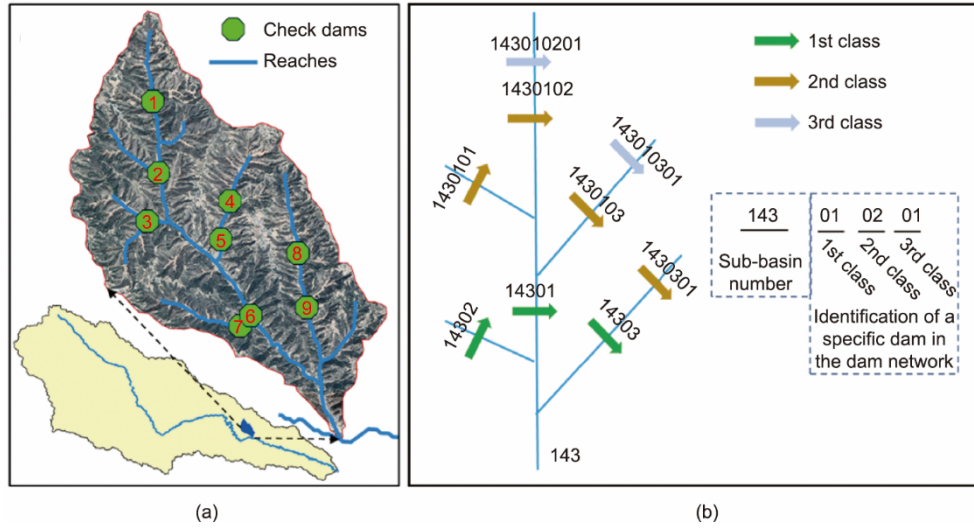 Check dams
Reaches
1
2
3
4
5
6
7
8
9
(a)
143010201
1430102
1430101
1430103
143010301
14301
14302
14303
1430301
143
1st class
2nd class
3rd class
143
01 02 01
Sub-basin
number
1st class
2nd class
3rd class
Identification of a
specific dam in
the dam network
(b)